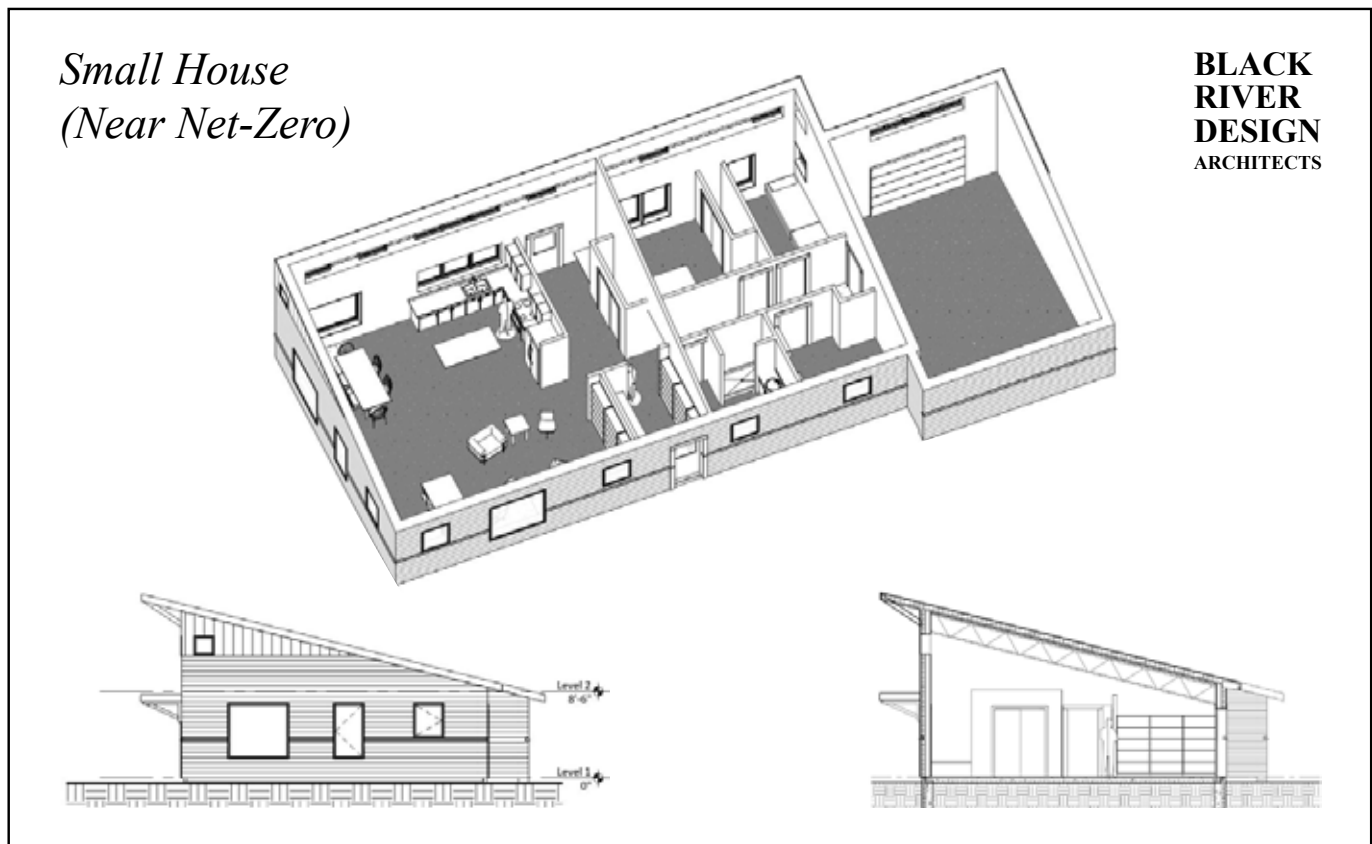 Small House
(Near Net-Zero)
BLACK
RIVER
DESIGN
ARCHITECTS
Level 2
8'-6"
Level 1
0"